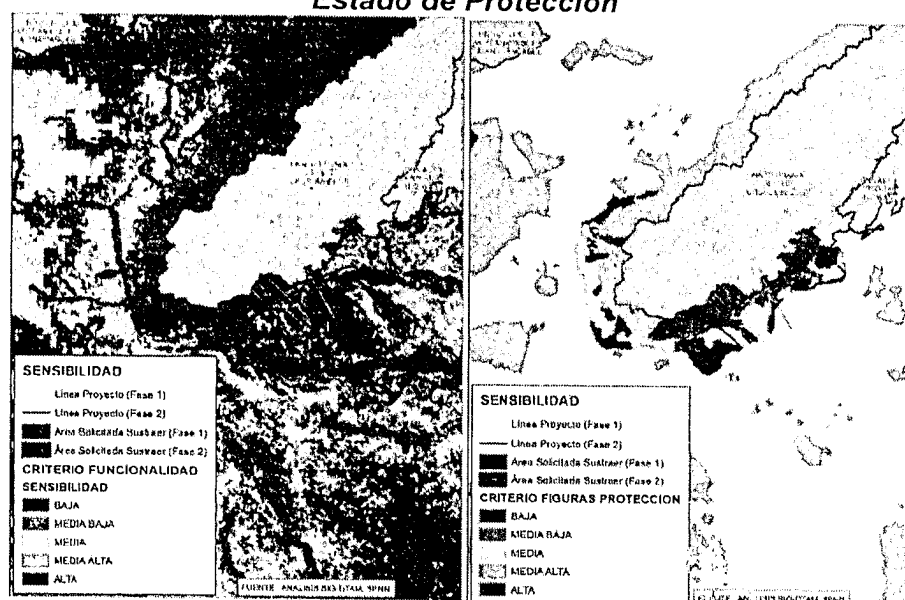 Estado de Protección
SENSIBILIDAD
Línea Proyecto (Fase 1)
Línea Proyecto (Fase 2)
Área Solicitada Sustraer (Fase 1)
Área Solicitada Sustraer (Fase 2)
CRITERIO FUNCIONALIDAD
SENSIBILIDAD
BAJA
MEDIA BAJA
MEDIA
MEDIA ALTA
ALTA
SENSIBILIDAD
Línea Proyecto (Fase 1)
Línea Proyecto (Fase 2)
Área Solicitada Sustraer (Fase 1)
Área Solicitada Sustraer (Fase 2)
CRITERIO FIGURAS PROTECCION
BAJA
MEDIA BAJA
MEDIA
MEDIA ALTA
ALTA